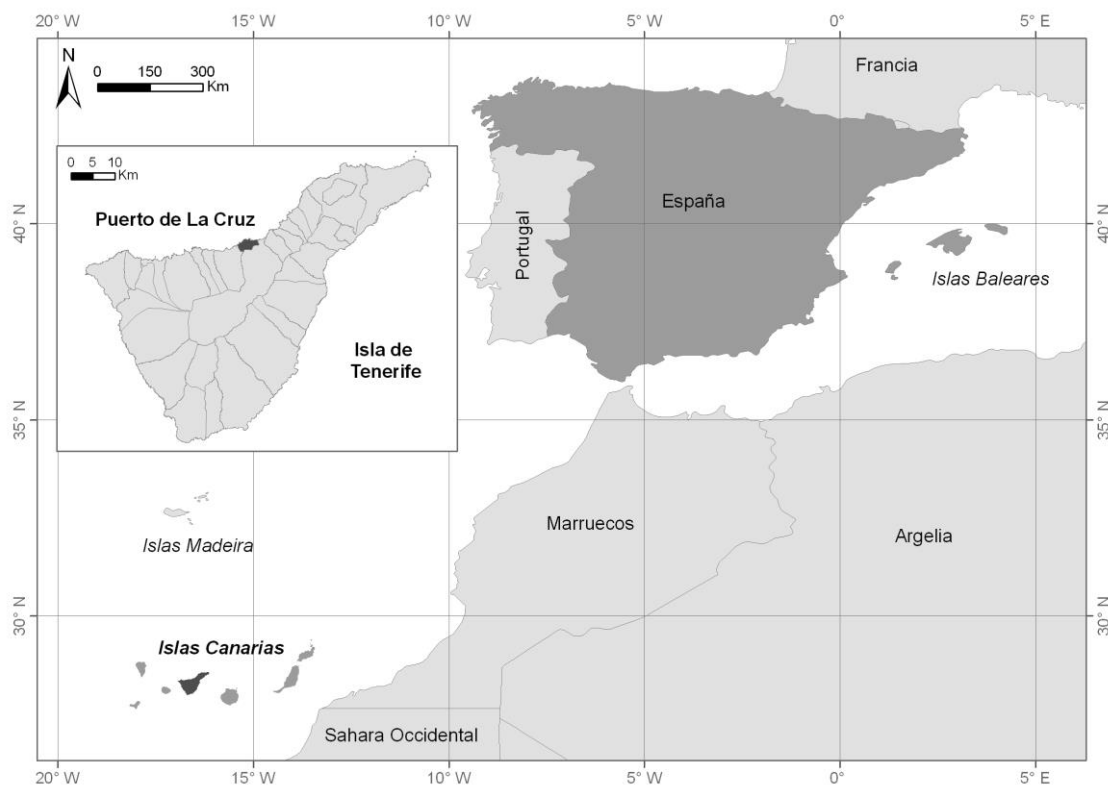 20° W
15° W
10° W
5° W
0°
5° E
N
0 150 300
Km
Francia
0 5 10
Km
Puerto de La Cruz
España
40° N
40° N
Portugal
Islas Baleares
Isla de
Tenerife
35° N
35° N
Marruecos
Argelia
Islas Madeira
30° N
30° N
Islas Canarias
Sahara Occidental
20° W
15° W
10° W
5° W
0°
5° E